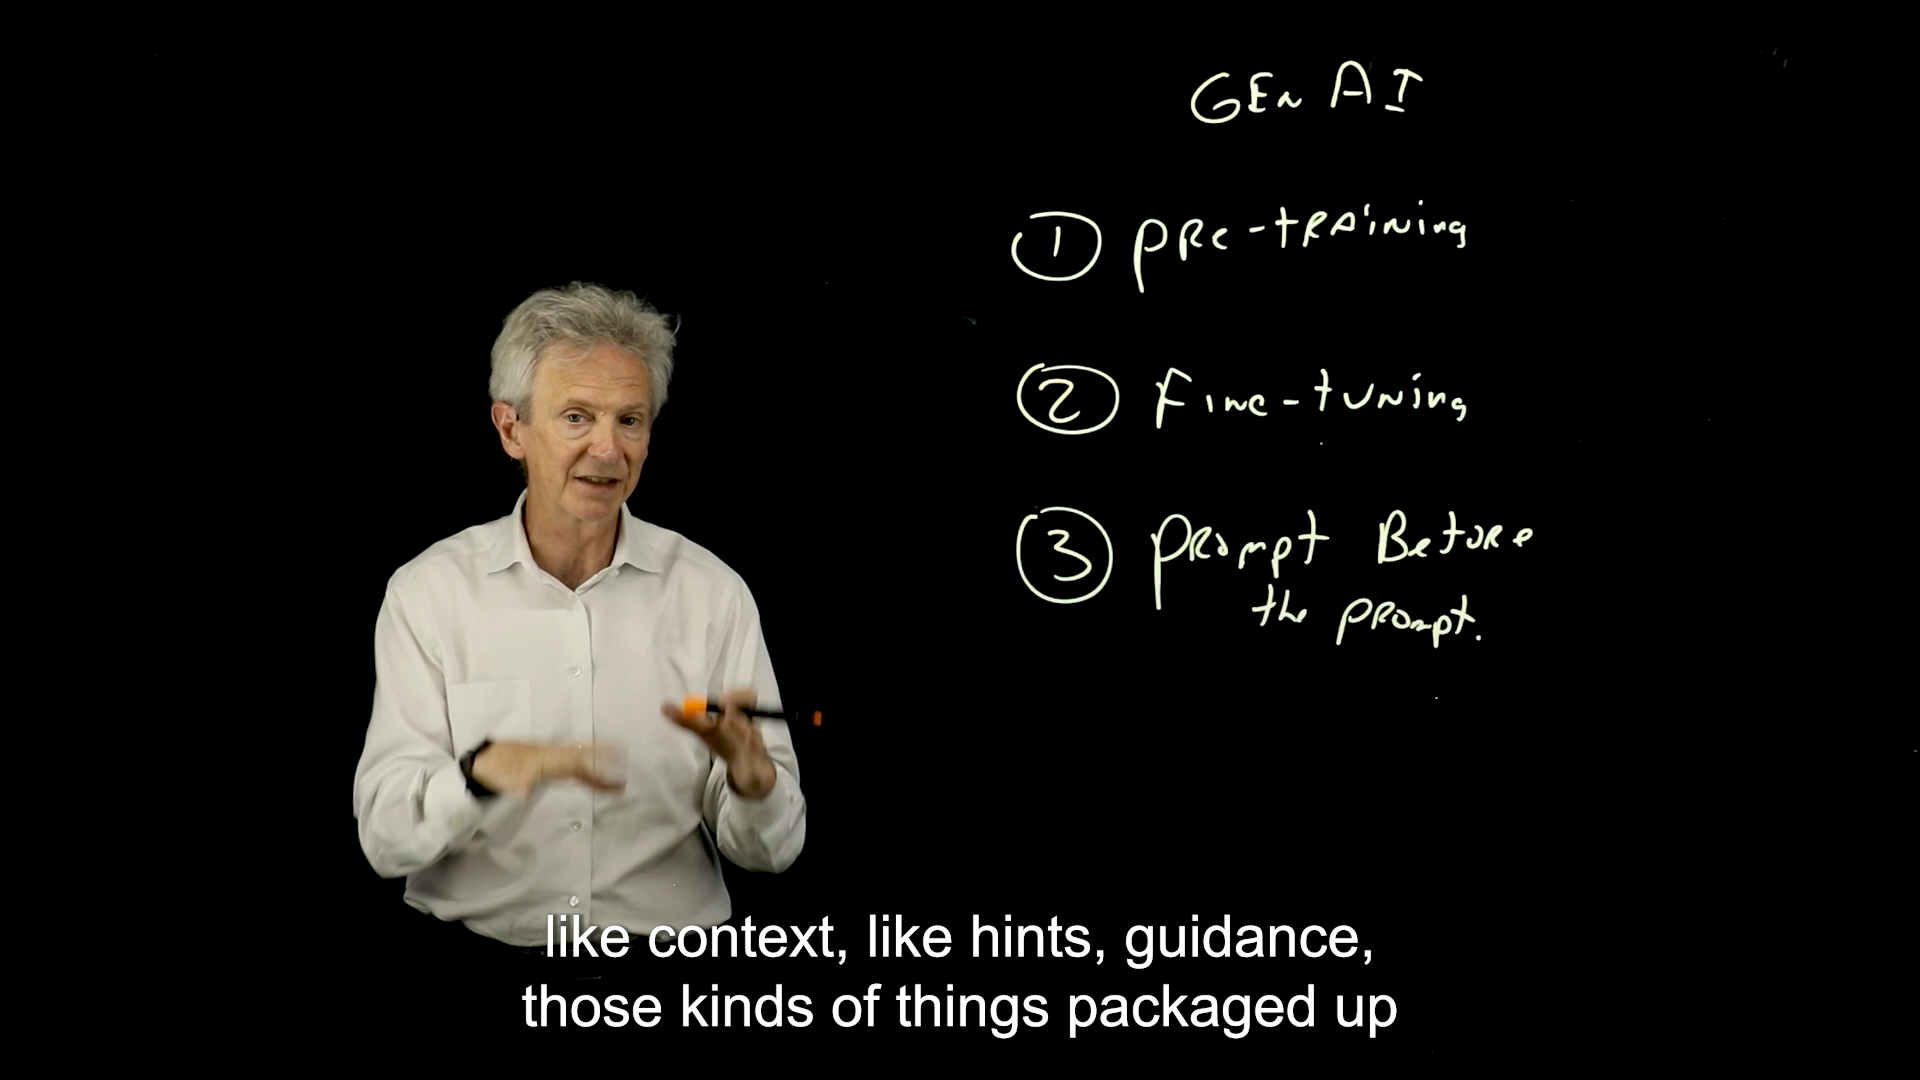 GEN AI
① PRE-TRAINING
② FINE-TUNING
③ PROMPT BEFORE
the PROMPT.
like context, like hints, guidance,
those kinds of things packaged up